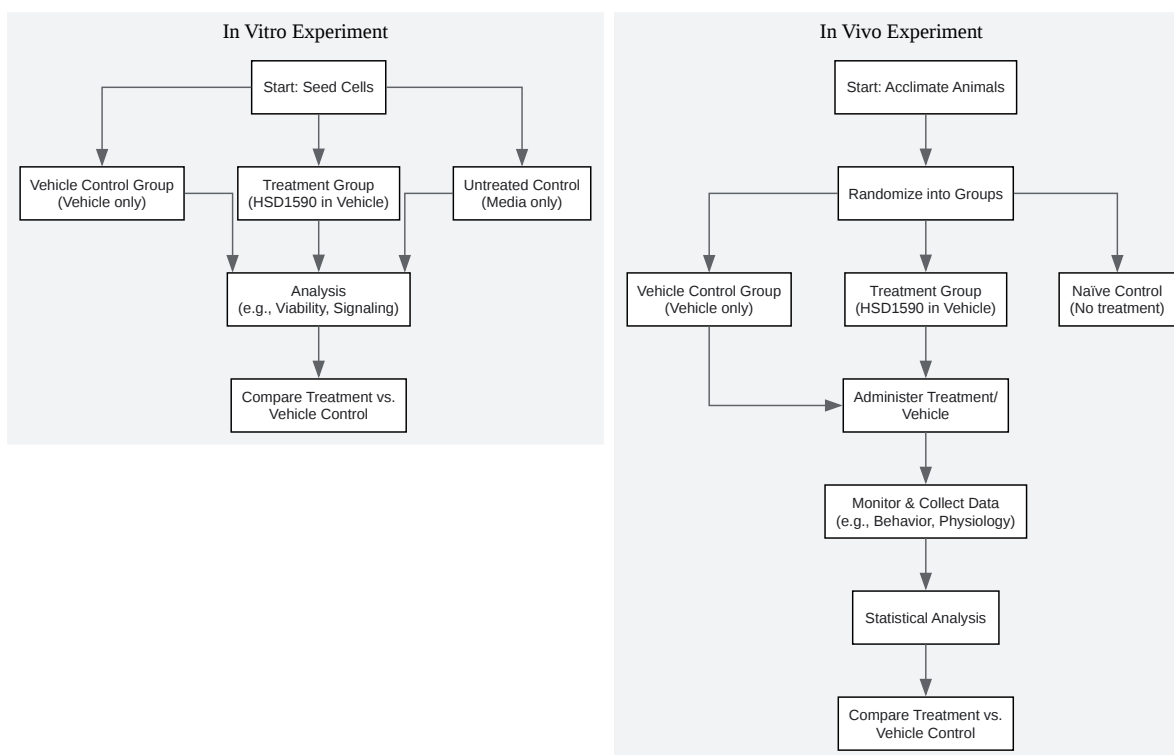 In Vitro Experiment
Start: Seed Cells
Vehicle Control Group
(Vehicle only)
Treatment Group
(HSD1590 in Vehicle)
Untreated Control
(Media only)
Analysis
(e.g., Viability, Signaling)
Compare Treatment vs.
Vehicle Control
In Vivo Experiment
Start: Acclimate Animals
Randomize into Groups
Vehicle Control Group
(Vehicle only)
Treatment Group
(HSD1590 in Vehicle)
Naïve Control
(No treatment)
Administer Treatment/
Vehicle
Monitor & Collect Data
(e.g., Behavior, Physiology)
Statistical Analysis
Compare Treatment vs.
Vehicle Control